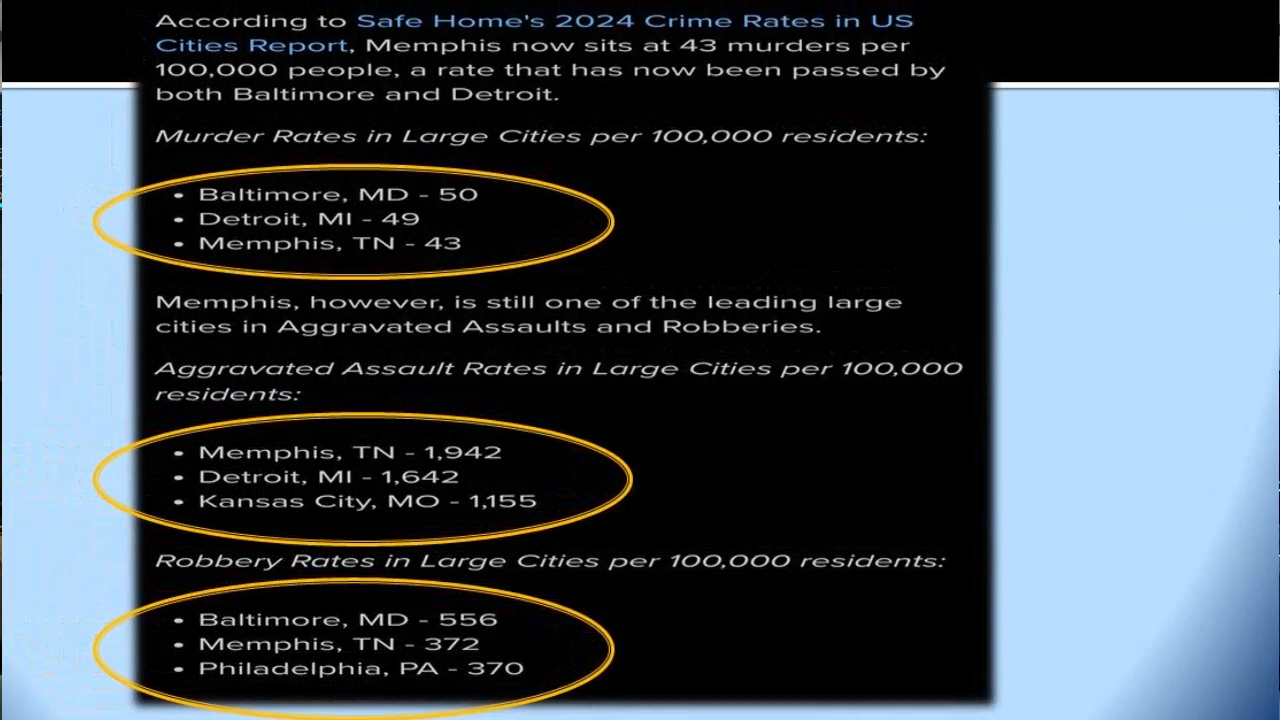 According to Safe Home's 2024 Crime Rates in US
Cities Report, Memphis now sits at 43 murders per
100,000 people, a rate that has now been passed by
both Baltimore and Detroit.
Murder Rates in Large Cities per 100,000 residents:
• Baltimore, MD - 50
• Detroit, MI - 49
• Memphis, TN - 43
Memphis, however, is still one of the leading large
cities in Aggravated Assaults and Robberies.
Aggravated Assault Rates in Large Cities per 100,000
residents:
• Memphis, TN - 1,942
• Detroit, MI - 1,642
• Kansas City, MO - 1,155
Robbery Rates in Large Cities per 100,000 residents:
• Baltimore, MD - 556
• Memphis, TN - 372
• Philadelphia, PA - 370